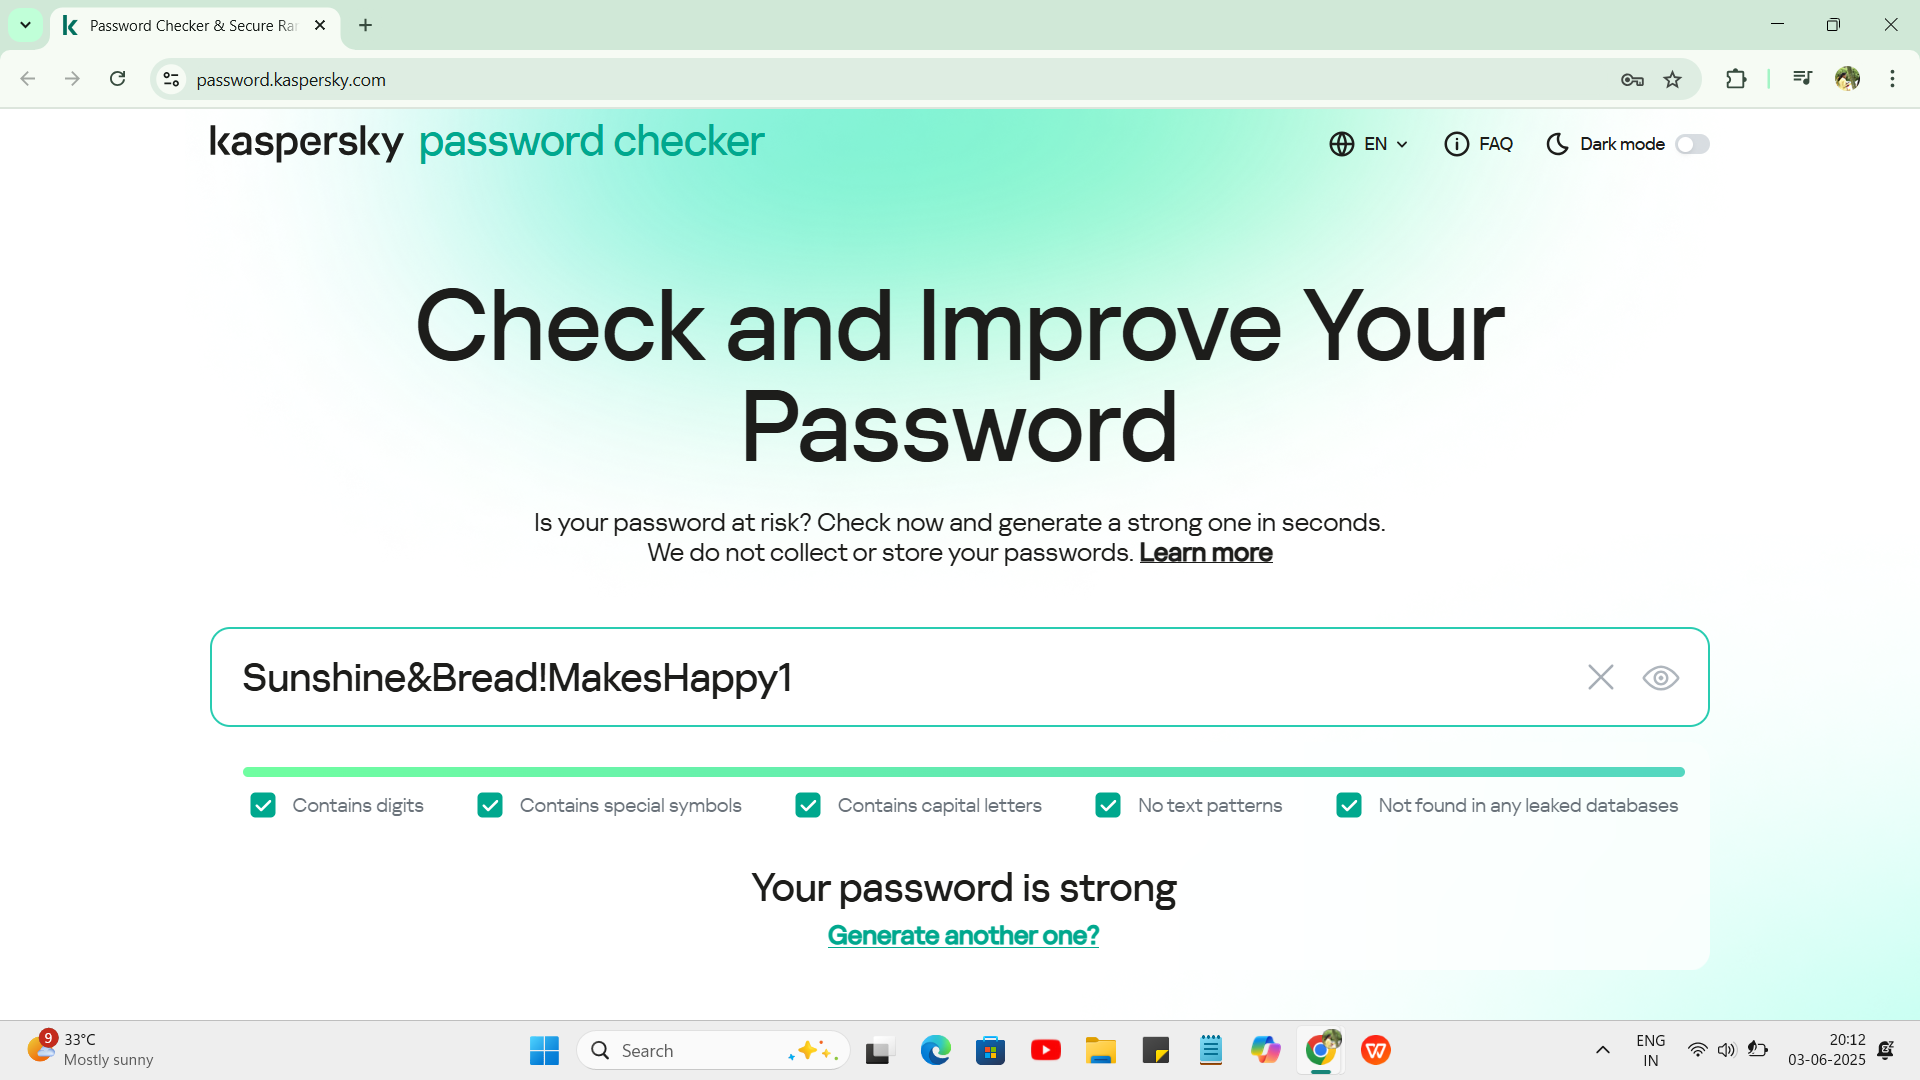 Password Checker & Secure Rar
password.kaspersky.com
kaspersky password checker
EN
FAQ
Dark mode
Check and Improve Your
Password
Is your password at risk? Check now and generate a strong one in seconds.
We do not collect or store your passwords. Learn more
Sunshine&Bread!MakesHappy1
Contains digits
Contains special symbols
Contains capital letters
No text patterns
Not found in any leaked databases
Your password is strong
Generate another one?
9
33°C
Mostly sunny
Search
ENG
IN
20:12
03-06-2025